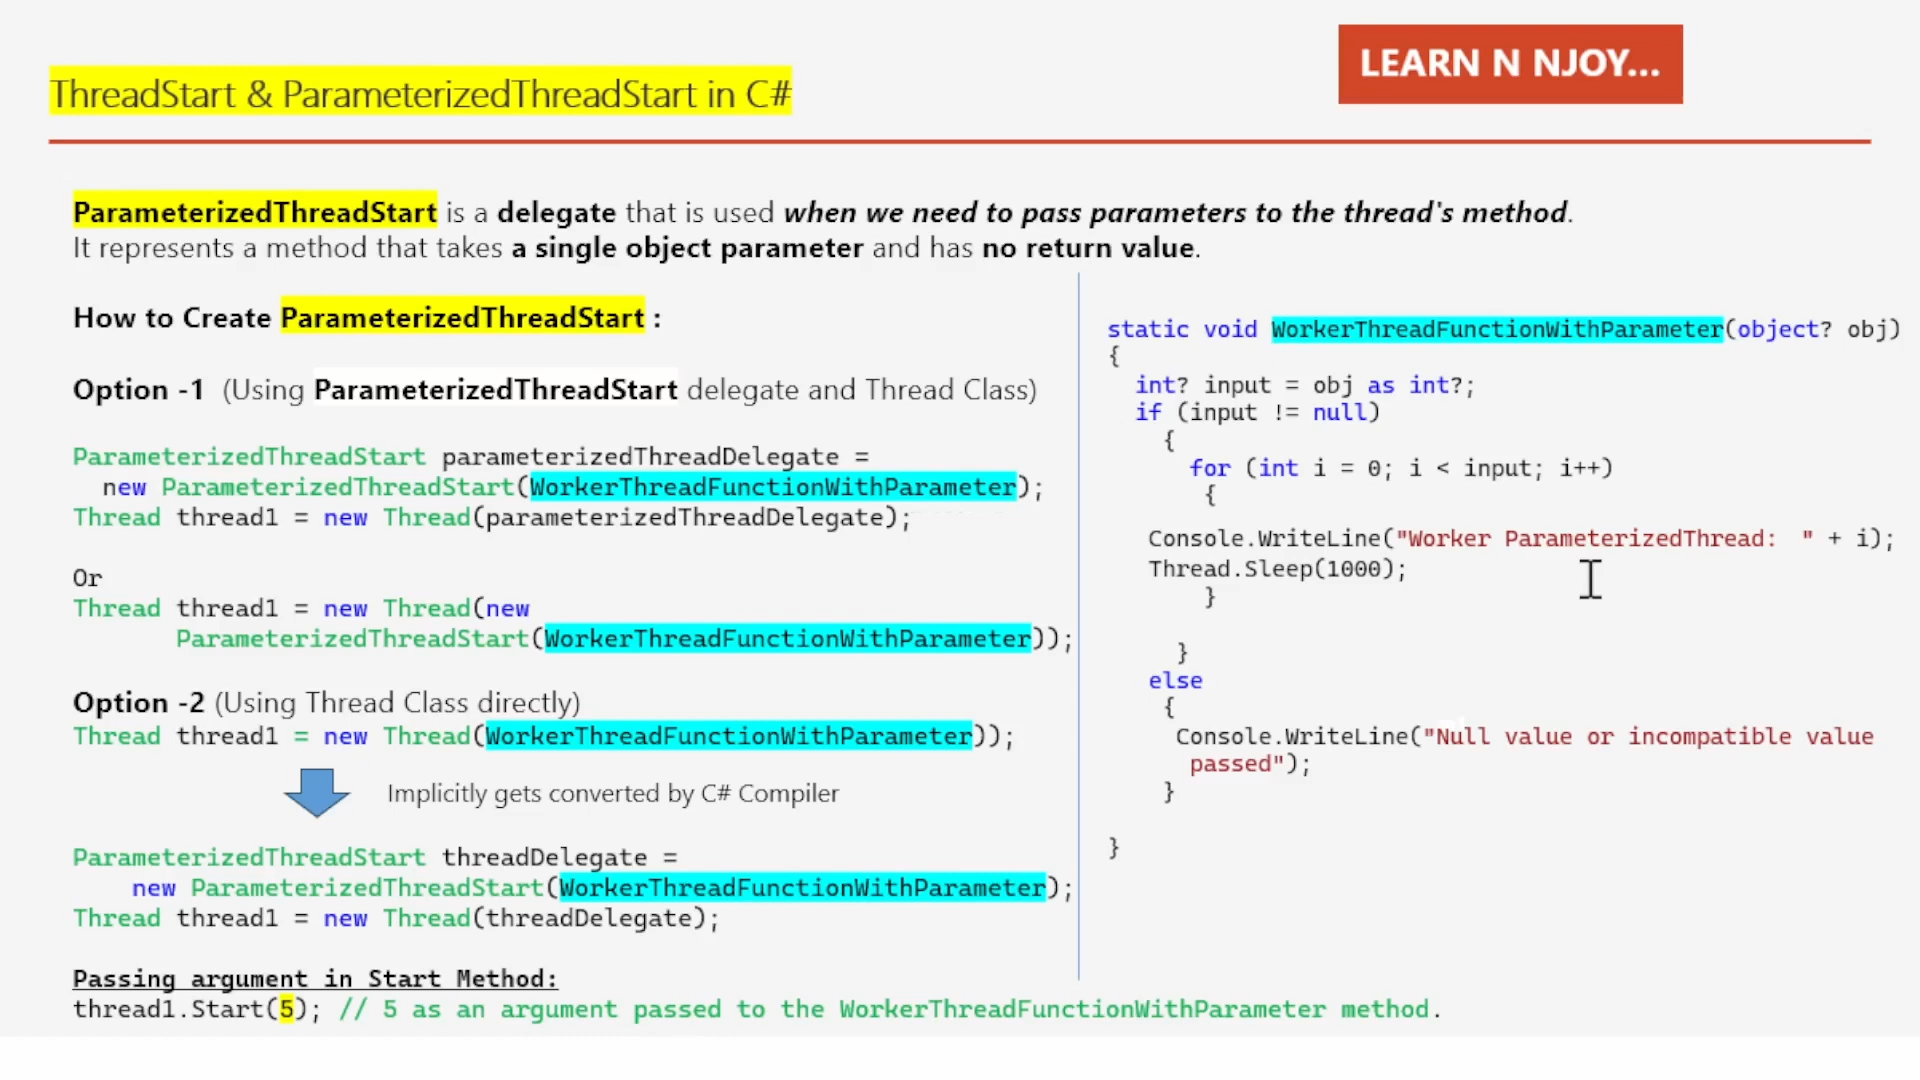 LEARN N NJOY...
ThreadStart & ParameterizedThreadStart in C#
ParameterizedThreadStart is a delegate that is used when we need to pass parameters to the thread's method.
It represents a method that takes a single object parameter and has no return value.
How to Create ParameterizedThreadStart :
Option -1 (Using ParameterizedThreadStart delegate and Thread Class)
ParameterizedThreadStart parameterizedThreadDelegate =
new ParameterizedThreadStart(WorkerThreadFunctionWithParameter);
Thread thread1 = new Thread(parameterizedThreadDelegate);
Or
Thread thread1 = new Thread(new
ParameterizedThreadStart(WorkerThreadFunctionWithParameter));
Option -2 (Using Thread Class directly)
Thread thread1 = new Thread(WorkerThreadFunctionWithParameter));
Implicitly gets converted by C# Compiler
ParameterizedThreadStart threadDelegate =
new ParameterizedThreadStart(WorkerThreadFunctionWithParameter);
Thread thread1 = new Thread(threadDelegate);
Passing argument in Start Method:
thread1.Start(5); // 5 as an argument passed to the WorkerThreadFunctionWithParameter method.
static void WorkerThreadFunctionWithParameter(object? obj)
{
int? input = obj as int?;
if (input != null)
{
for (int i = 0; i < input; i++)
{
Console.WriteLine("Worker ParameterizedThread: " + i);
Thread.Sleep(1000);
}
}
else
{
Console.WriteLine("Null value or incompatible value
passed");
}
}